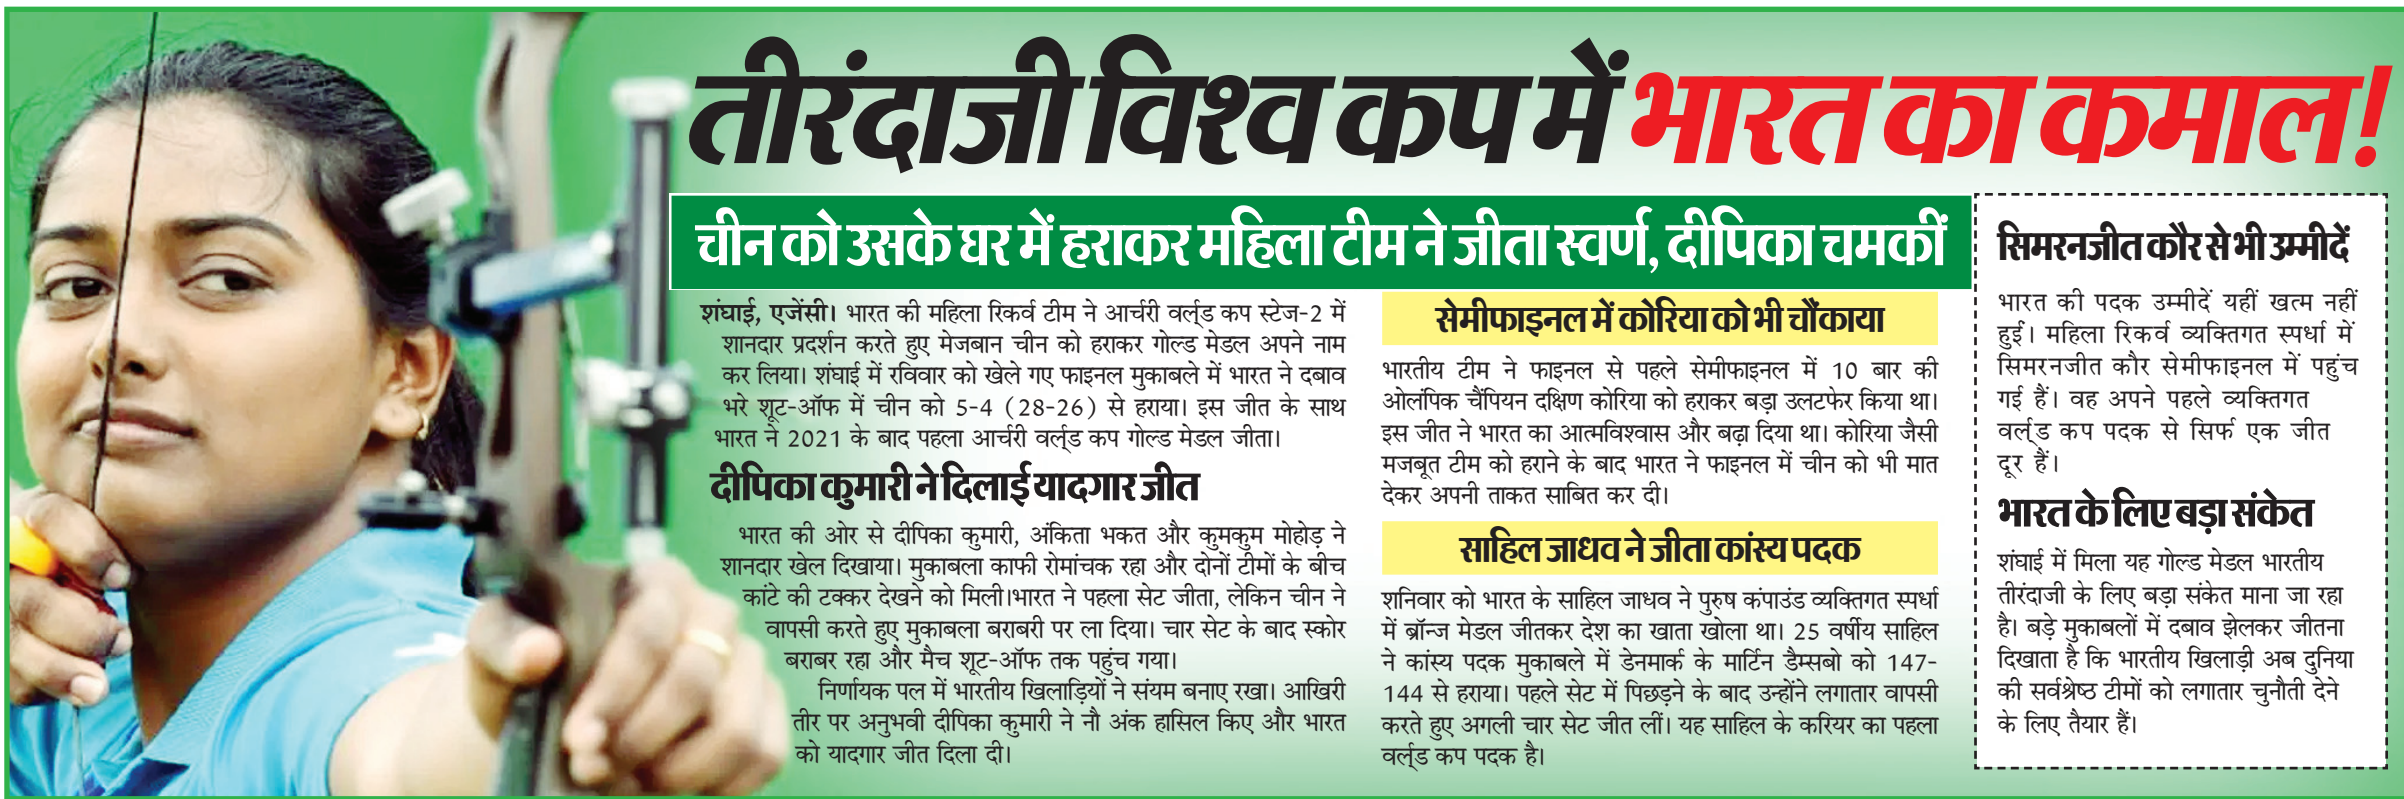 तीरंदाजी विश्व कप में भारत का कमाल!
चीन को उसके घर में हराकर महिला टीम ने जीता स्वर्ण, दीपिका चमकीं
शंघाई, एजेंसी। भारत की महिला रिकर्व टीम ने आर्चरी वर्ल्ड कप स्टेज-2 में
शानदार प्रदर्शन करते हुए मेजबान चीन को हराकर गोल्ड मेडल अपने नाम
कर लिया। शंघाई में रविवार को खेले गए फाइनल मुकाबले में भारत ने दबाव
भरे शूट-ऑफ में चीन को 5-4 (28-26) से हराया। इस जीत के साथ
भारत ने 2021 के बाद पहला आर्चरी वर्ल्ड कप गोल्ड मेडल जीता।
दीपिका कुमारी ने दिलाई यादगार जीत
भारत की ओर से दीपिका कुमारी, अंकिता भकत और कुमकुम मोहोड़ ने
शानदार खेल दिखाया। मुकाबला काफी रोमांचक रहा और दोनों टीमों के बीच
कांटे की टक्कर देखने को मिली।भारत ने पहला सेट जीता, लेकिन चीन ने
वापसी करते हुए मुकाबला बराबरी पर ला दिया। चार सेट के बाद स्कोर
बराबर रहा और मैच शूट-ऑफ तक पहुंच गया।
निर्णायक पल में भारतीय खिलाड़ियों ने संयम बनाए रखा। आखिरी
तीर पर अनुभवी दीपिका कुमारी ने नौ अंक हासिल किए और भारत
को यादगार जीत दिला दी।
सेमीफाइनल में कोरिया को भी चौंकाया
भारतीय टीम ने फाइनल से पहले सेमीफाइनल में 10 बार की
ओलंपिक चैंपियन दक्षिण कोरिया को हराकर बड़ा उलटफेर किया था।
इस जीत ने भारत का आत्मविश्वास और बढ़ा दिया था। कोरिया जैसी
मजबूत टीम को हराने के बाद भारत ने फाइनल में चीन को भी मात
देकर अपनी ताकत साबित कर दी।
साहिल जाधव ने जीता कांस्य पदक
शनिवार को भारत के साहिल जाधव ने पुरुष कंपाउंड व्यक्तिगत स्पर्धा
में ब्रॉन्ज मेडल जीतकर देश का खाता खोला था। 25 वर्षीय साहिल
ने कांस्य पदक मुकाबले में डेनमार्क के मार्टिन डैम्सबो को 147-
144 से हराया। पहले सेट में पिछड़ने के बाद उन्होंने लगातार वापसी
करते हुए अगली चार सेट जीत लीं। यह साहिल के करियर का पहला
वर्ल्ड कप पदक है।
सिमरनजीत कौर से भी उम्मीदें
भारत की पदक उम्मीदें यहीं खत्म नहीं
हुईं। महिला रिकर्व व्यक्तिगत स्पर्धा में
सिमरनजीत कौर सेमीफाइनल में पहुंच
गई हैं। वह अपने पहले व्यक्तिगत
वर्ल्ड कप पदक से सिर्फ एक जीत
दूर हैं।
भारत के लिए बड़ा संकेत
शंघाई में मिला यह गोल्ड मेडल भारतीय
तीरंदाजी के लिए बड़ा संकेत माना जा रहा
है। बड़े मुकाबलों में दबाव झेलकर जीतना
दिखाता है कि भारतीय खिलाड़ी अब दुनिया
की सर्वश्रेष्ठ टीमों को लगातार चुनौती देने
के लिए तैयार हैं।